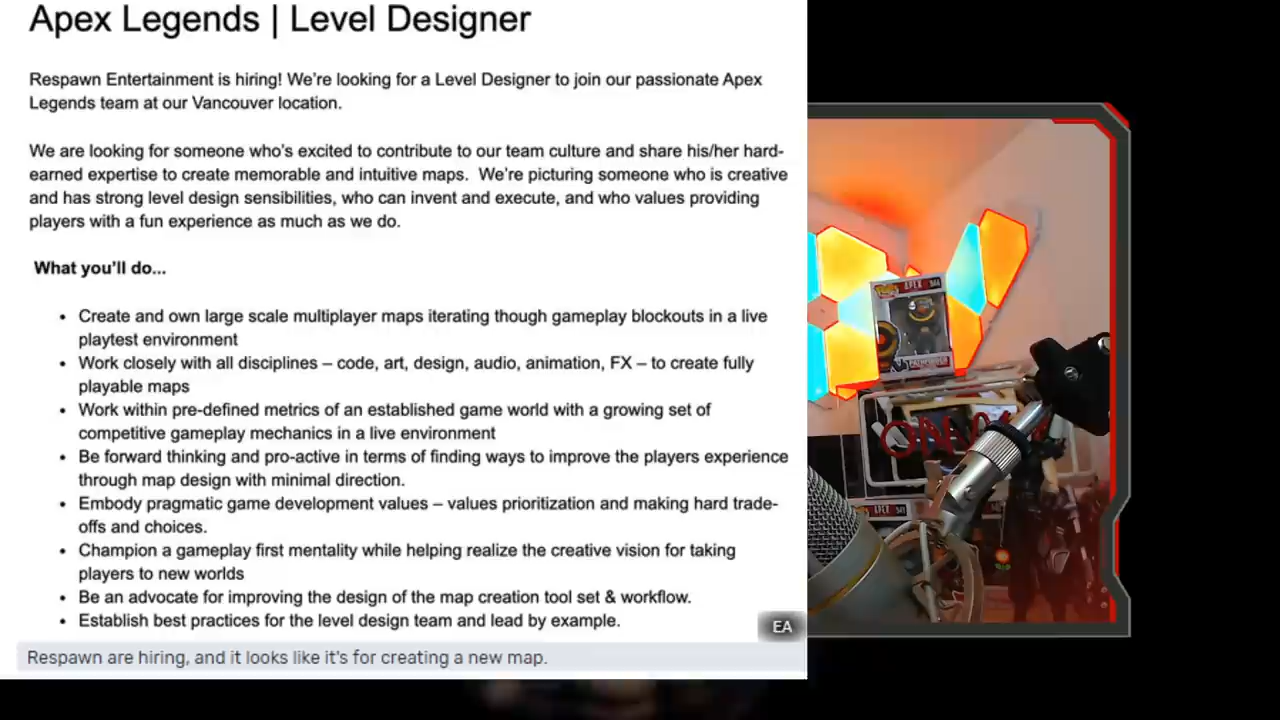 Apex Legends | Level Designer
Respawn Entertainment is hiring! We're looking for a Level Designer to join our passionate Apex
Legends team at our Vancouver location.
We are looking for someone who's excited to contribute to our team culture and share his/her hard-
earned expertise to create memorable and intuitive maps.  We're picturing someone who is creative
and has strong level design sensibilities, who can invent and execute, and who values providing
players with a fun experience as much as we do.
What you'll do...
• Create and own large scale multiplayer maps iterating though gameplay blockouts in a live
playtest environment
• Work closely with all disciplines – code, art, design, audio, animation, FX – to create fully
playable maps
• Work within pre-defined metrics of an established game world with a growing set of
competitive gameplay mechanics in a live environment
• Be forward thinking and pro-active in terms of finding ways to improve the players experience
through map design with minimal direction.
• Embody pragmatic game development values – values prioritization and making hard trade-
offs and choices.
• Champion a gameplay first mentality while helping realize the creative vision for taking
players to new worlds
• Be an advocate for improving the design of the map creation tool set & workflow.
• Establish best practices for the level design team and lead by example.
EA
Respawn are hiring, and it looks like it's for creating a new map.
APEX